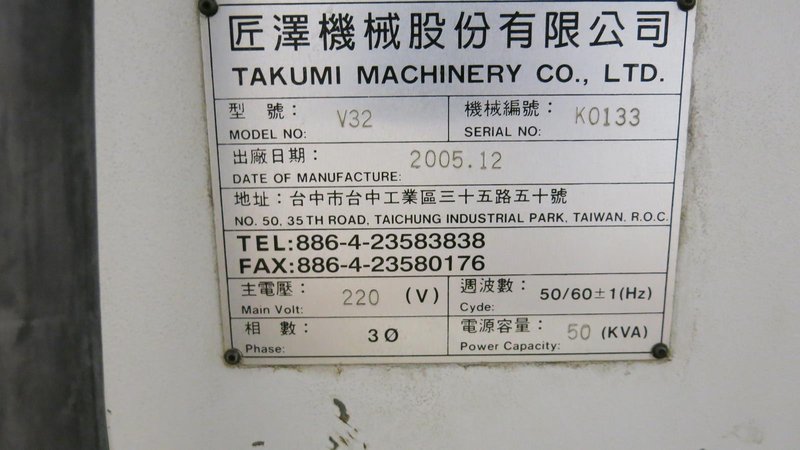 匠澤機械股份有限公司
TAKUMI MACHINERY CO., LTD.
型 號： V32 機械編號： K0133
MODEL NO: SERIAL NO:
出廠日期： 2005.12
DATE OF MANUFACTURE:
地址：台中市台中工業區三十五路五十號
NO. 50, 35 TH ROAD, TAICHUNG INDUSTRIAL PARK, TAIWAN. R.O.C.
TEL:886-4-23583838
FAX:886-4-23580176
主電壓： 220 (V) 週波數： 50/60±1(Hz)
Main Volt: Cyde:
相 數： 3Ø 電源容量： 50 (KVA)
Phase: Power Capacity: